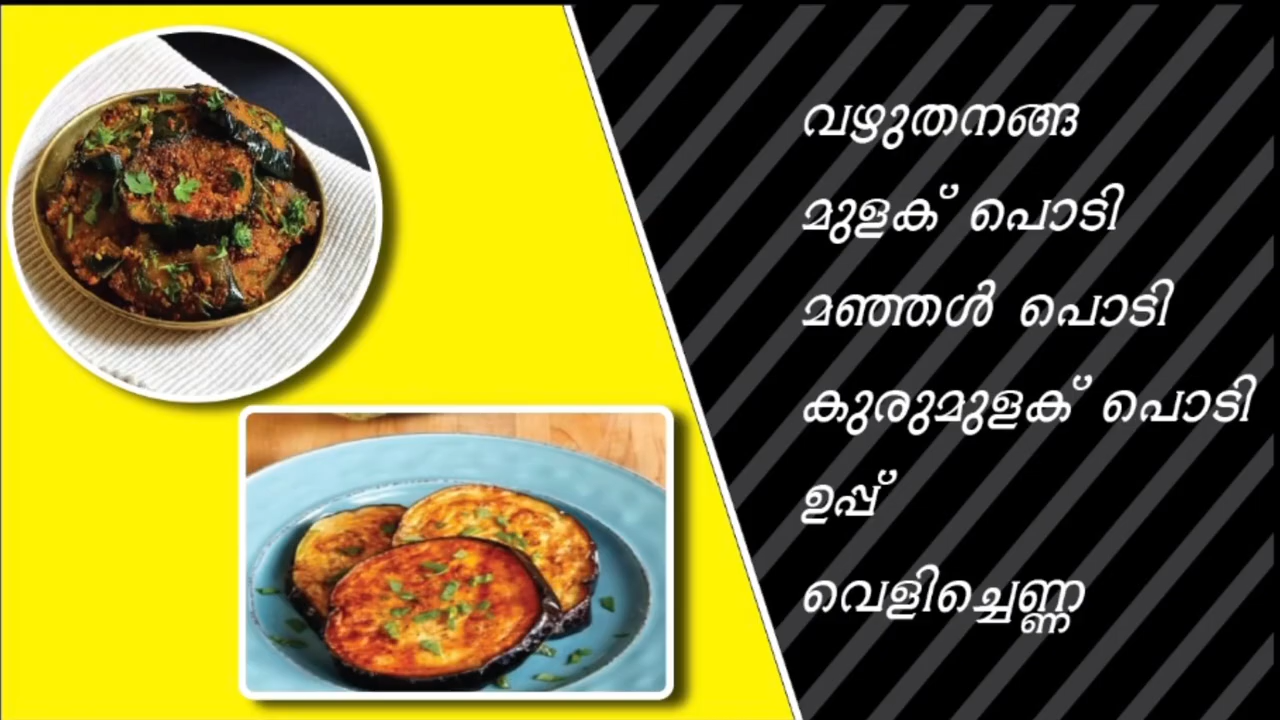 വഴുതനങ്ങ
മുളക് പൊടി
മഞ്ഞൾ പൊടി
കുരുമുളക് പൊടി
ഉപ്പ്
വെളിച്ചെണ്ണ